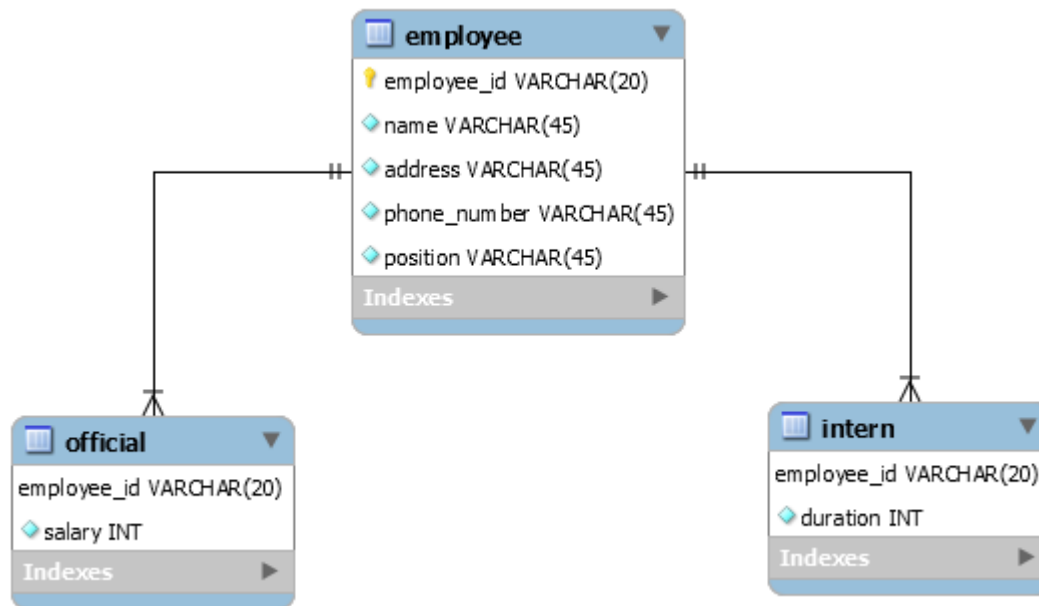 employee
employee_id VARCHAR(20)
name VARCHAR(45)
address VARCHAR(45)
phone_number VARCHAR(45)
position VARCHAR(45)
Indexes
official
employee_id VARCHAR(20)
salary INT
Indexes
intern
employee_id VARCHAR(20)
duration INT
Indexes